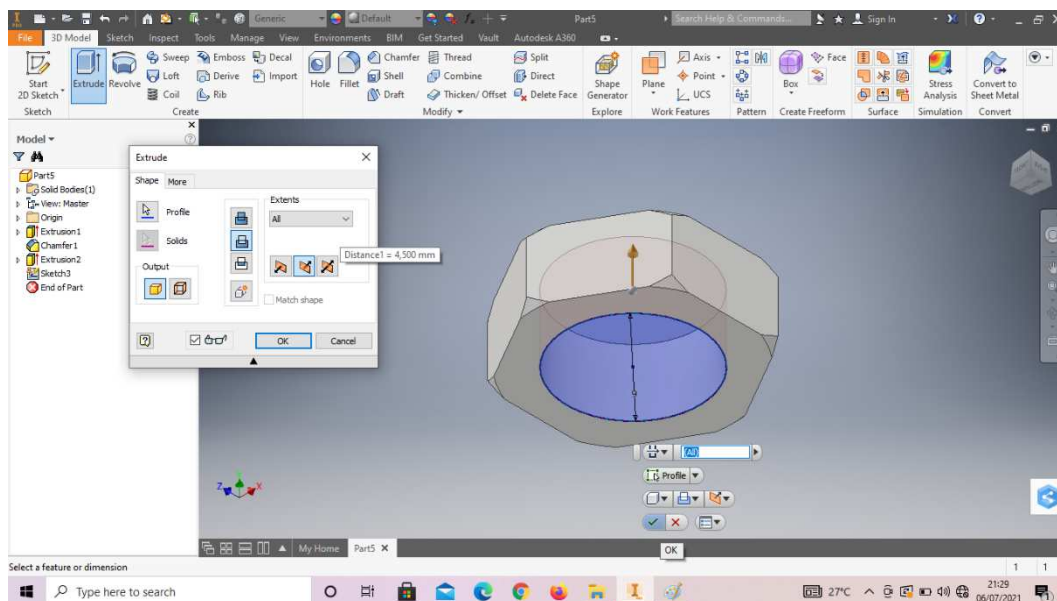 PRO
Generic
Default
Part5
Search Help & Commands...
Sign In
File 3D Model Sketch Inspect Tools Manage View Environments BIM Get Started Vault Autodesk A360
Start
2D Sketch
Extrude
Revolve
Sweep Emboss Decal
Loft Derive Import
Coil Rib
Hole
Fillet
Chamfer Thread Split
Shell Combine Direct
Draft Thicken/ Offset Delete Face
Shape
Generator
Plane
Axis
Point
UCS
Box
Face
Stress
Analysis
Convert to
Sheet Metal
Sketch Create Modify Explore Work Features Pattern Create Freeform Surface Simulation Convert
Model
Part5
Solid Bodies(1)
View: Master
Origin
Extrusion1
Chamfer1
Extrusion2
Sketch3
End of Part
Extrude
Shape More
Profile
Solids
Output
Extents
All
Distance1 = 4,500 mm
Match shape
OK Cancel
(All)
Profile
OK
Z
X
My Home Part5
Select a feature or dimension
1 1
Type here to search
27°C
21:29
06/07/2021